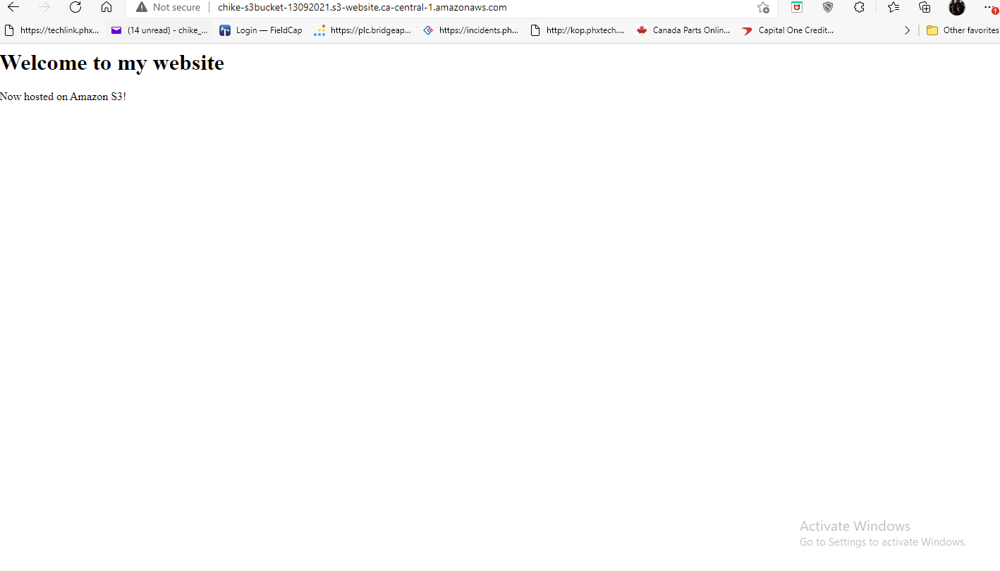 Not secure | chike-s3bucket-13092021.s3-website.ca-central-1.amazonaws.com
https://techlink.phx... (14 unread) - chike_... Login — FieldCap https://plc.bridgeap... https://incidents.ph... http://kop.phxtech.... Canada Parts Onlin... Capital One Credit... Other favorites
Welcome to my website
Now hosted on Amazon S3!
Activate Windows
Go to Settings to activate Windows.